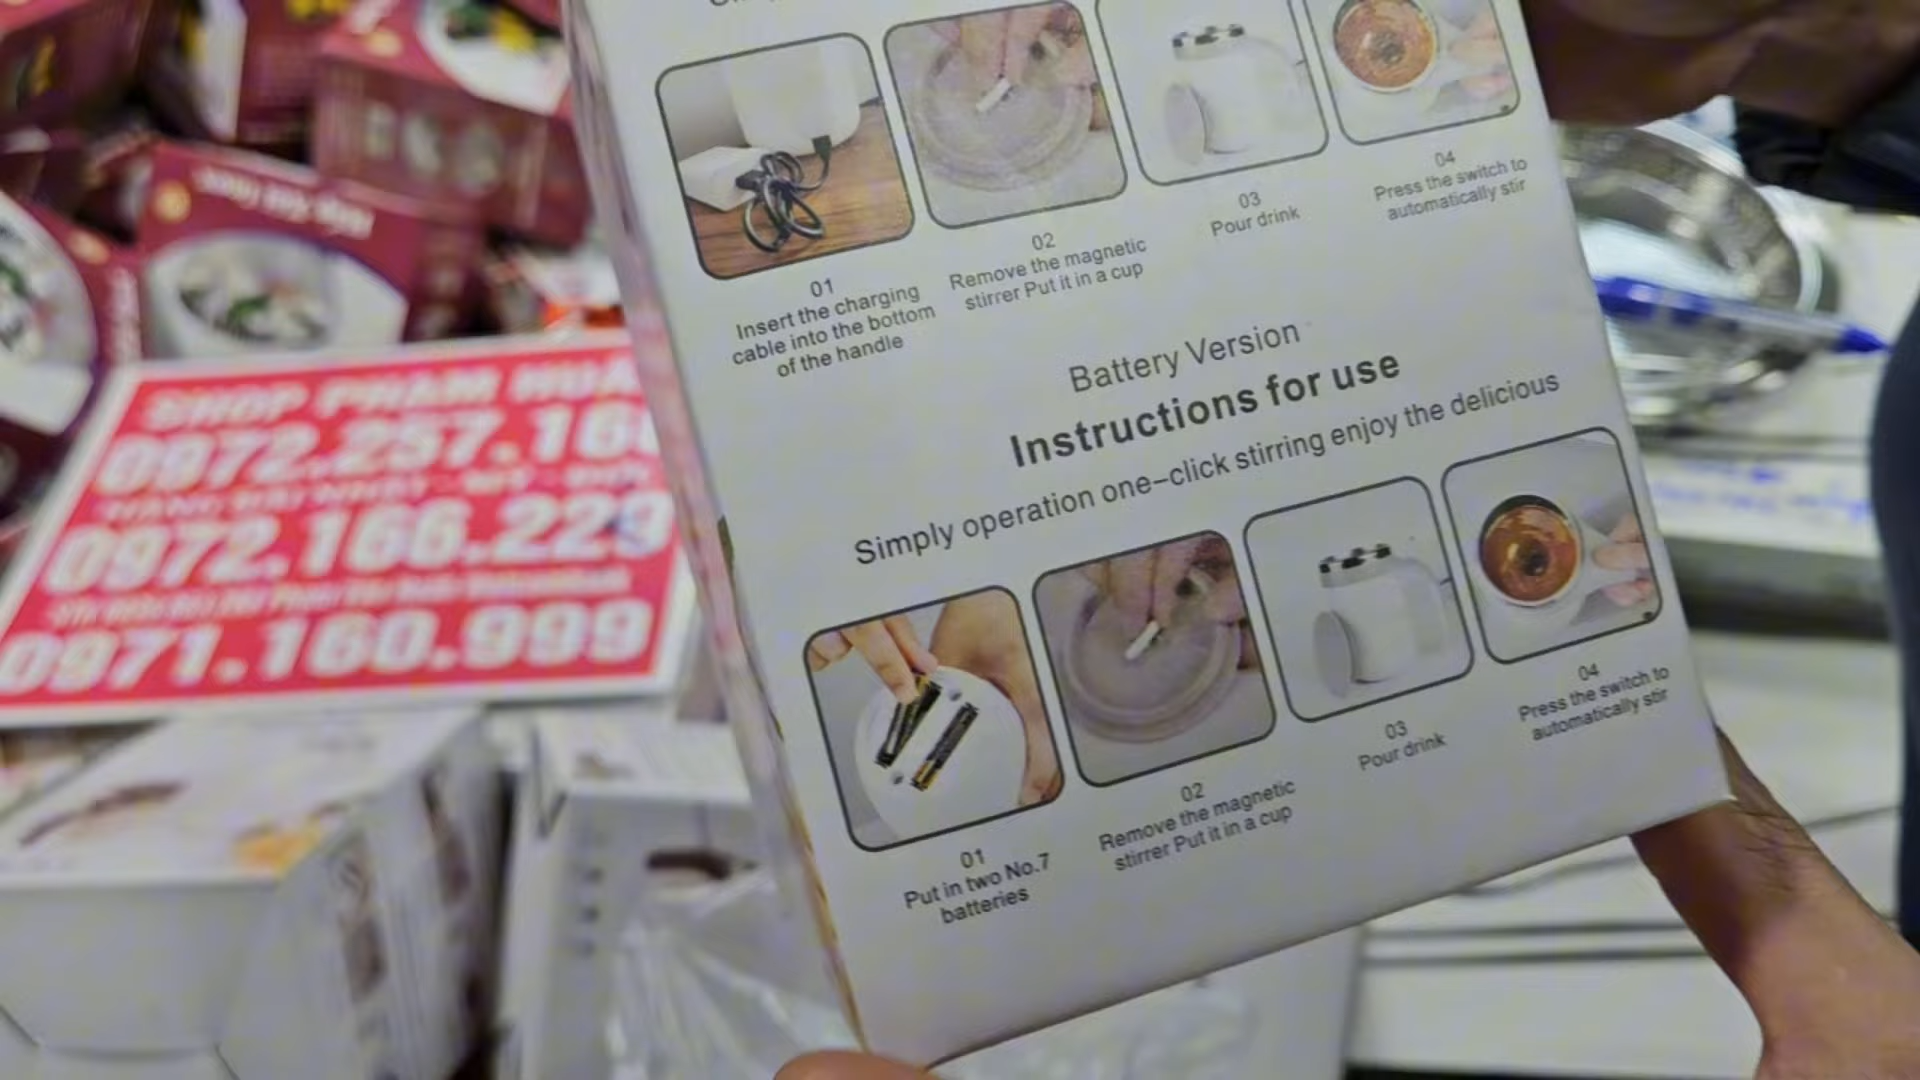 01
Insert the charging
cable into the bottom
of the handle
02
Remove the magnetic
stirrer Put it in a cup
03
Pour drink
04
Press the switch to
automatically stir
Battery Version
Instructions for use
Simply operation one-click stirring enjoy the delicious
01
Put in two No.7
batteries
02
Remove the magnetic
stirrer Put it in a cup
03
Pour drink
04
Press the switch to
automatically stir
SHOP PHAM HUA
0972.257.16
0972.166.229
0971.160.999